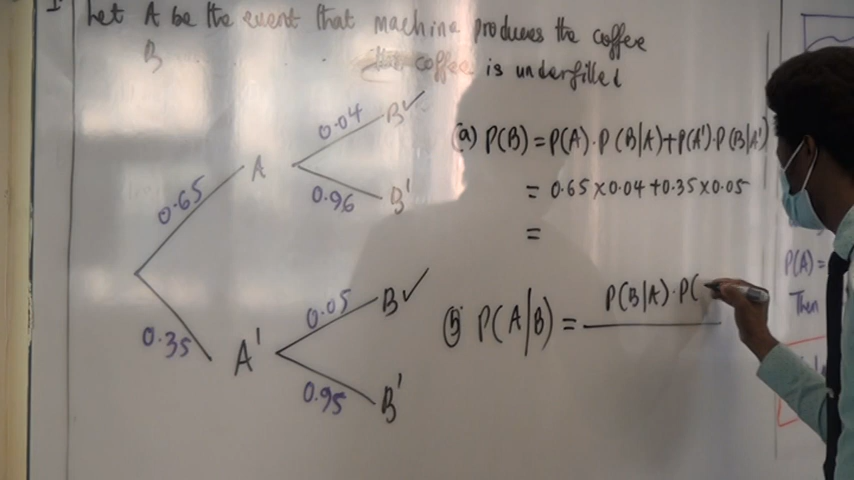 I Let A be the event that machine produces the coffee
B the coffee is underfilled
0.65
A
0.04
B✓
0.96
B'
0.35
A'
0.05
B✓
0.95
B'
(a) P(B) = P(A)·P(B|A)+P(A')·P(B|A')
= 0.65×0.04+0.35×0.05
=
(b) P(A|B) = P(B|A)·P(
P(A)=
Then